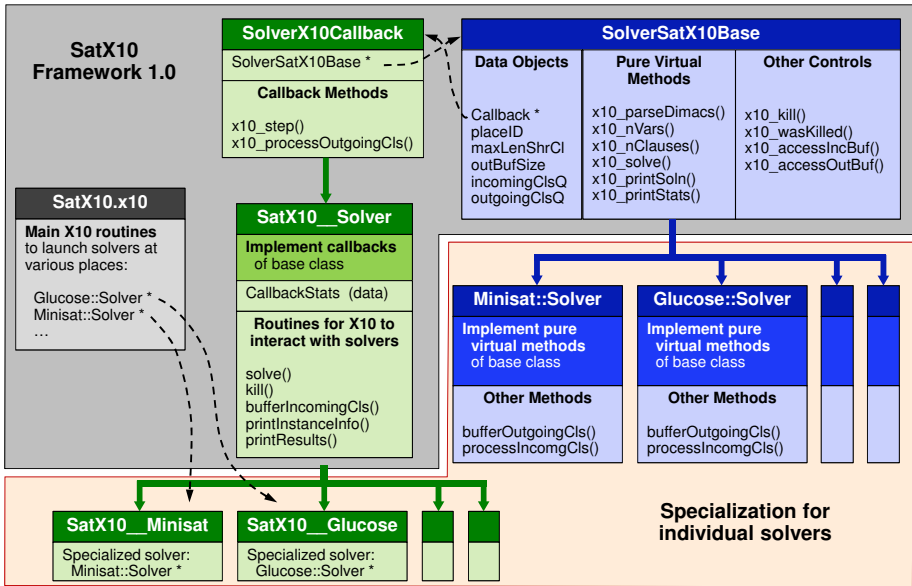 SatX10
Framework 1.0
SolverX10Callback
SolverSatX10Base *
Callback Methods
x10_step()
x10_processOutgoingCls()
SolverSatX10Base
Data Objects
Callback *
placeID
maxLenShrCl
outBufSize
incomingClsQ
outgoingClsQ
Pure Virtual
Methods
x10_parseDimacs()
x10_nVars()
x10_nClauses()
x10_solve()
x10_printSoln()
x10_printStats()
Other Controls
x10_kill()
x10_wasKilled()
x10_accessIncBuf()
x10_accessOutBuf()
SatX10.x10
Main X10 routines
to launch solvers at
various places:
Glucose::Solver *
Minisat::Solver *
...
SatX10__Solver
Implement callbacks
of base class
CallbackStats (data)
Routines for X10 to
interact with solvers
solve()
kill()
bufferIncomingCls()
printInstanceInfo()
printResults()
Minisat::Solver
Implement pure
virtual methods
of base class
Other Methods
bufferOutgoingCls()
processIncomgCls()
Glucose::Solver
Implement pure
virtual methods
of base class
Other Methods
bufferOutgoingCls()
processIncomgCls()
SatX10__Minisat
Specialized solver:
Minisat::Solver *
SatX10__Glucose
Specialized solver:
Glucose::Solver *
Specialization for
individual solvers